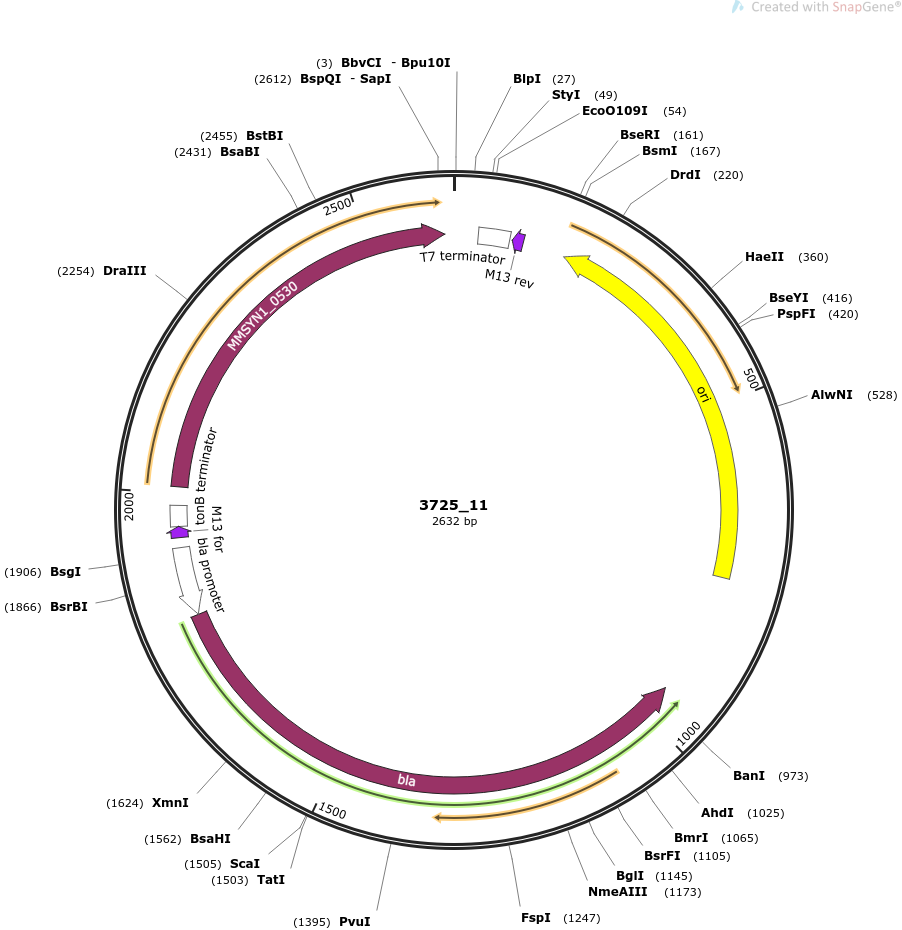 Created with SnapGene®
(3) BbvCI - Bpu10I
(2612) BspQI - SapI
BlpI (27)
StyI (49)
EcoO109I (54)
(2455) BstBI
(2431) BsaBI
BseRI (161)
BsmI (167)
DrdI (220)
2500
T7 terminator
M13 rev
(2254) DraIII
HaeII (360)
BseYI (416)
PspFI (420)
MMSYN1_0530
500
ori
AlwNI (528)
tonB terminator
2000
M13 for
3725_11
2632 bp
bla promoter
(1906) BsgI
(1866) BsrBI
1000
BanI (973)
bla
(1624) XmnI
1500
AhdI (1025)
(1562) BsaHI
BmrI (1065)
(1505) ScaI
BsrFI (1105)
(1503) TatI
BglI (1145)
NmeAIII (1173)
(1395) PvuI
FspI (1247)